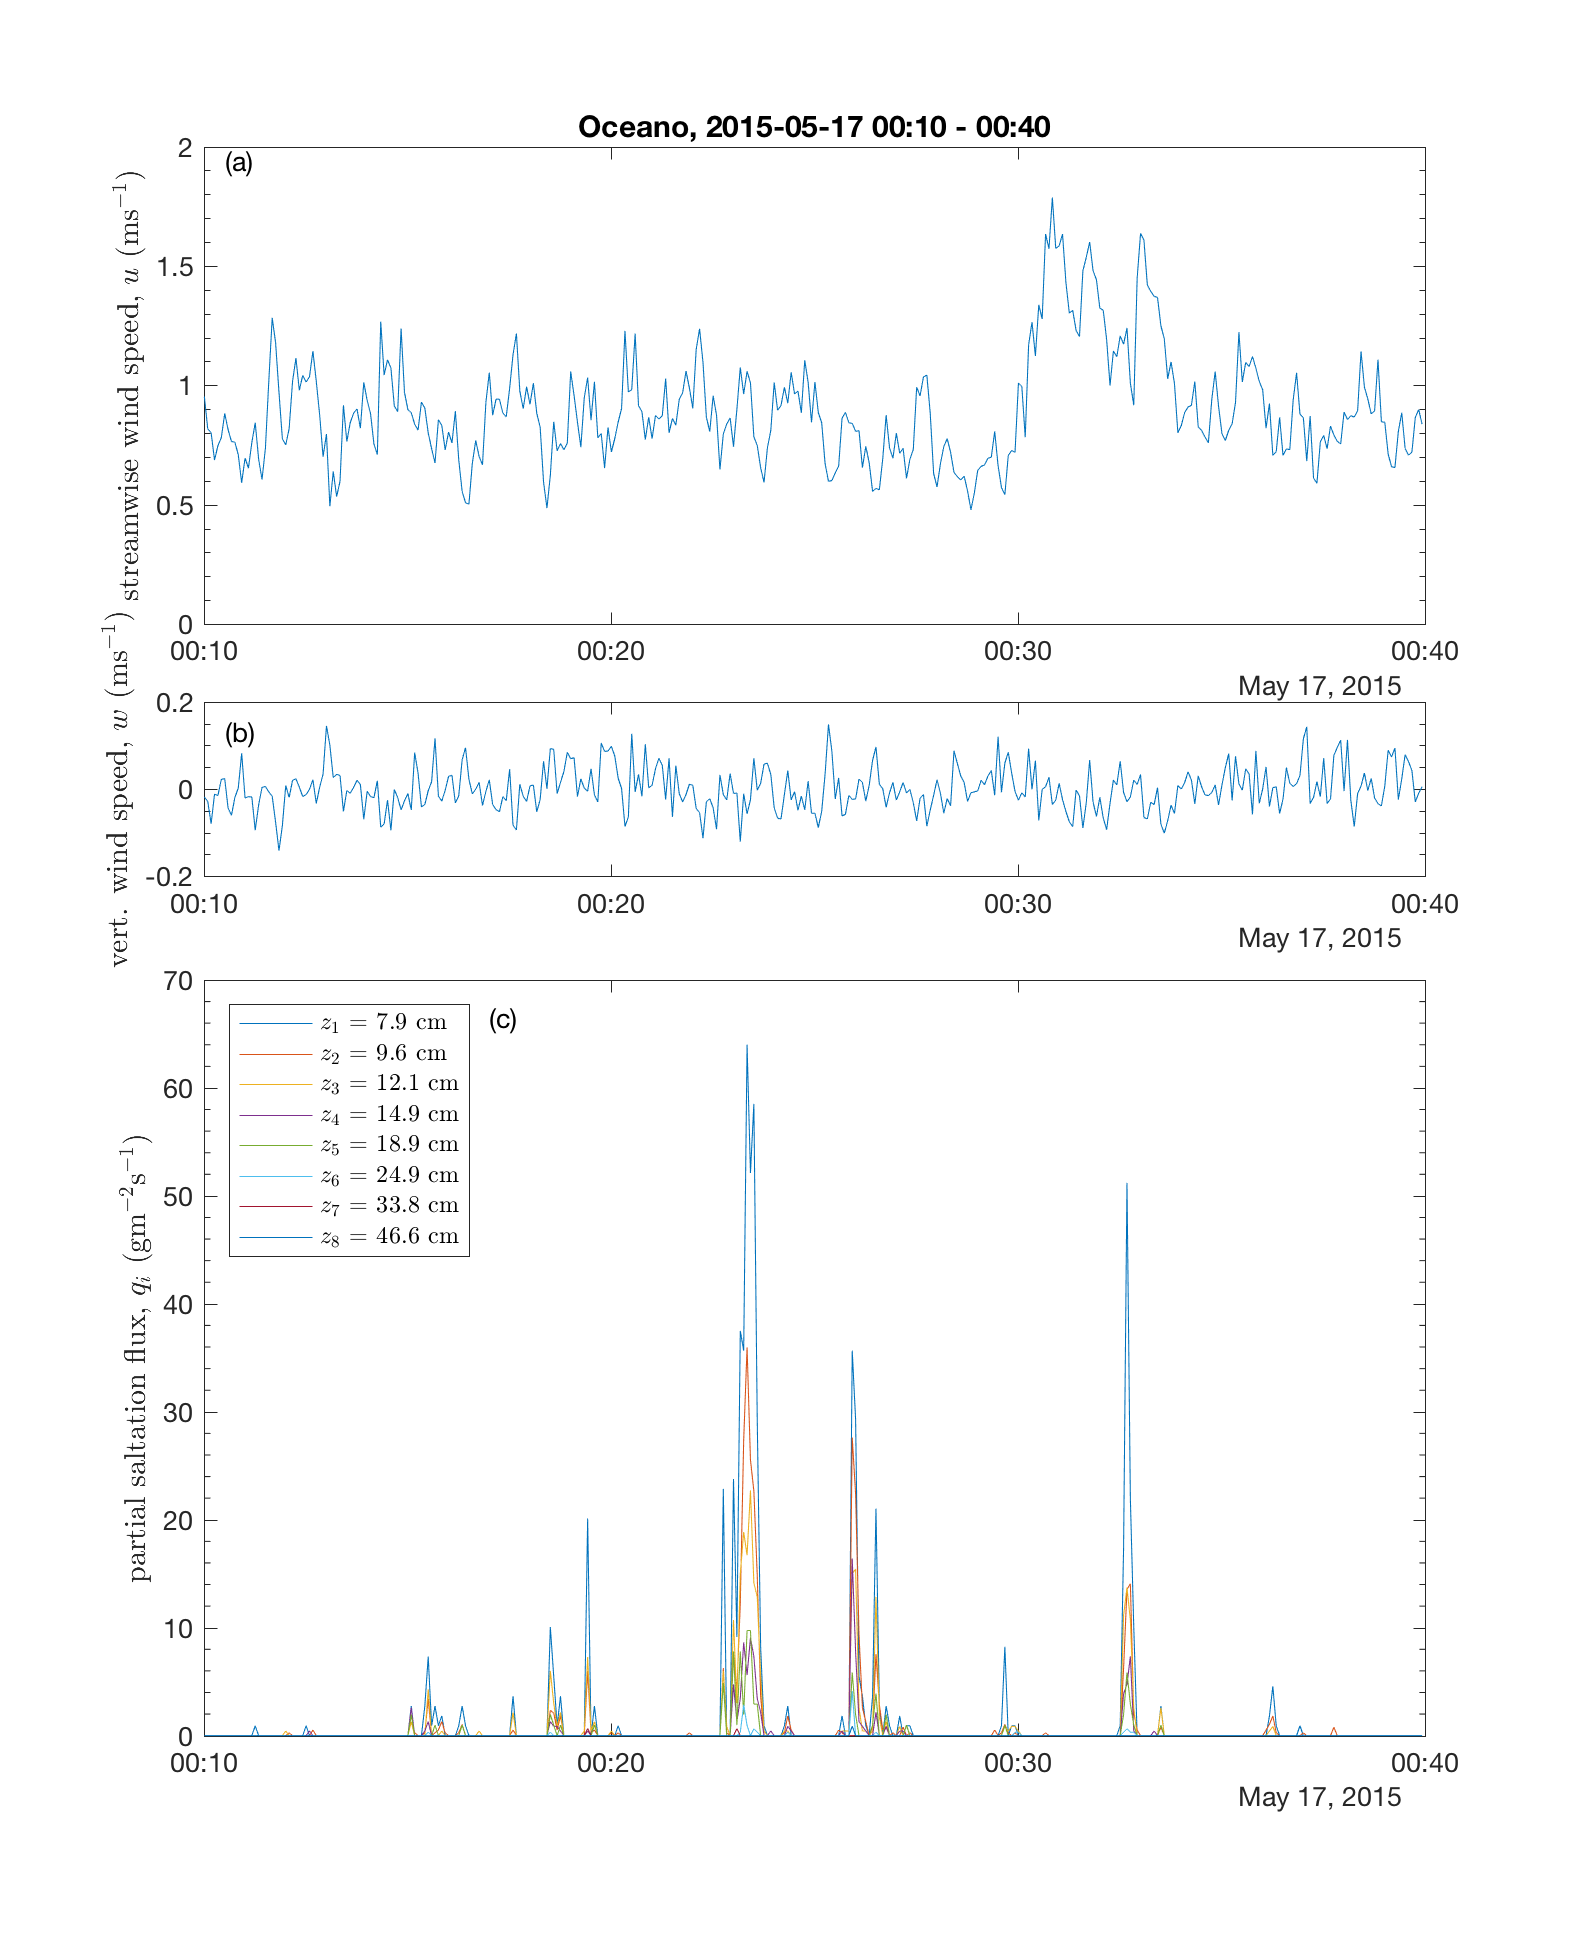 Oceano, 2015-05-17 00:10 - 00:40
(a)
streamwise wind speed, u (ms⁻¹)
2
1.5
1
0.5
0
00:10 00:20 00:30 00:40
May 17, 2015
(b)
vert. wind speed, w (ms⁻¹)
0.2
0
-0.2
00:10 00:20 00:30 00:40
May 17, 2015
(c)
partial saltation flux, qᵢ (gm⁻²s⁻¹)
70
60
50
40
30
20
10
0
z₁ = 7.9 cm
z₂ = 9.6 cm
z₃ = 12.1 cm
z₄ = 14.9 cm
z₅ = 18.9 cm
z₆ = 24.9 cm
z₇ = 33.8 cm
z₈ = 46.6 cm
00:10 00:20 00:30 00:40
May 17, 2015